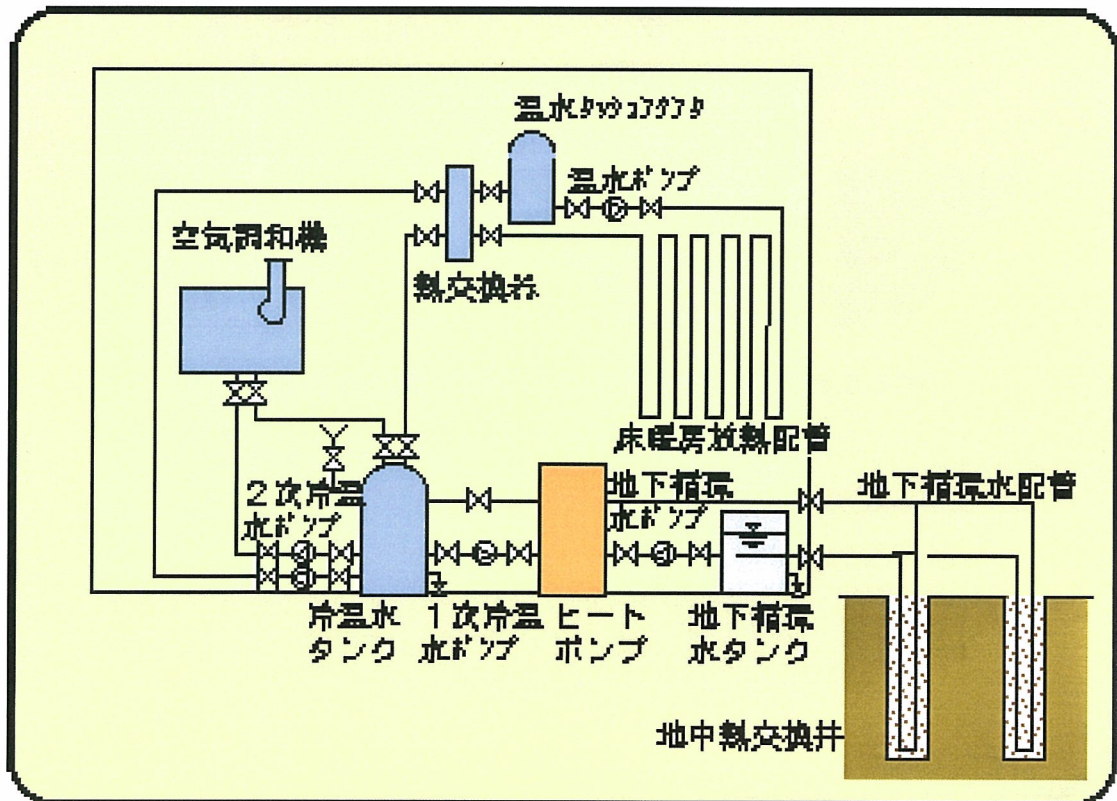 温水クッションタンク
温水ポンプ
空気調和機
熱交換器
床暖房放熱配管
2次冷温
水ポンプ
地下循環
水ポンプ
地下循環水配管
冷温水
タンク
1次冷温
水ポンプ
ヒート
ポンプ
地下循環
水タンク
地中熱交換井